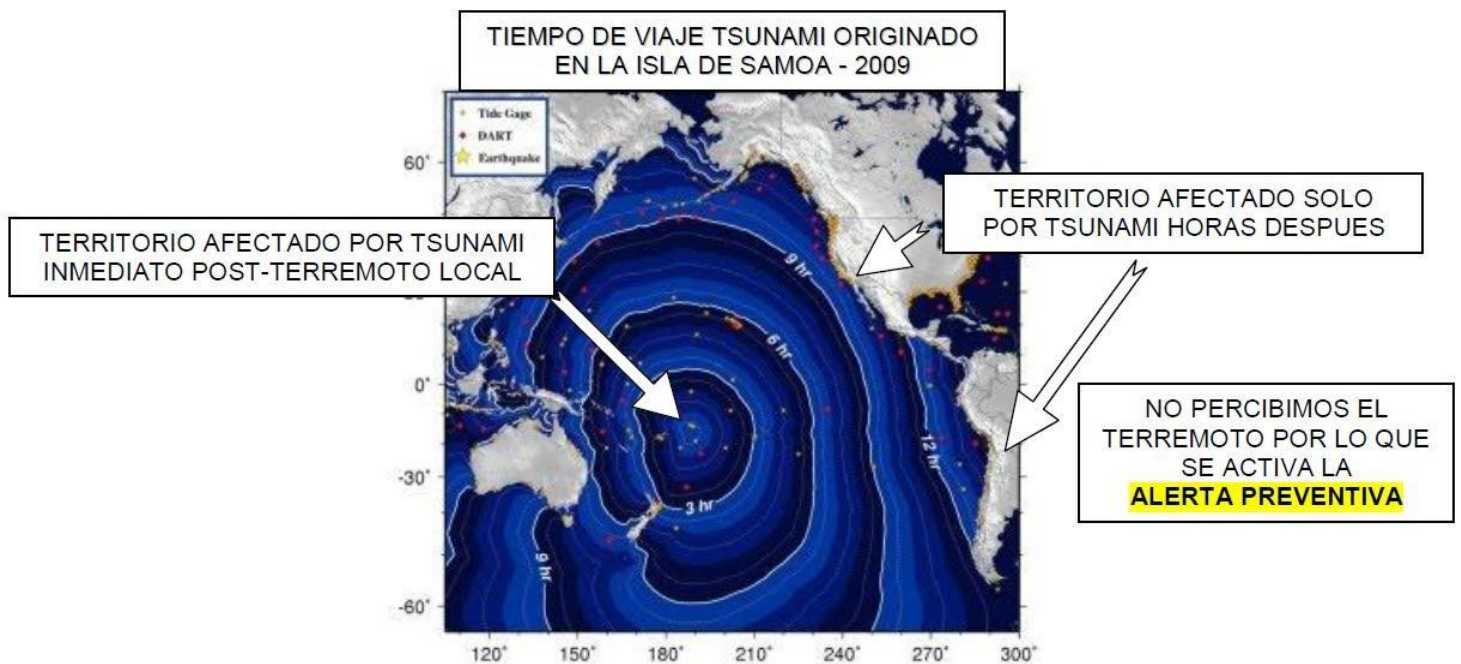 TIEMPO DE VIAJE TSUNAMI ORIGINADO
EN LA ISLA DE SAMOA - 2009
Tide Gage
DART
Earthquake
TERRITORIO AFECTADO SOLO
POR TSUNAMI HORAS DESPUES
TERRITORIO AFECTADO POR TSUNAMI
INMEDIATO POST-TERREMOTO LOCAL
NO PERCIBIMOS EL
TERREMOTO POR LO QUE
SE ACTIVA LA
ALERTA PREVENTIVA
9 hr
6 hr
3 hr
12 hr
9 hr
60°
0°
-30°
-60°
120°
150°
180°
210°
240°
270°
300°